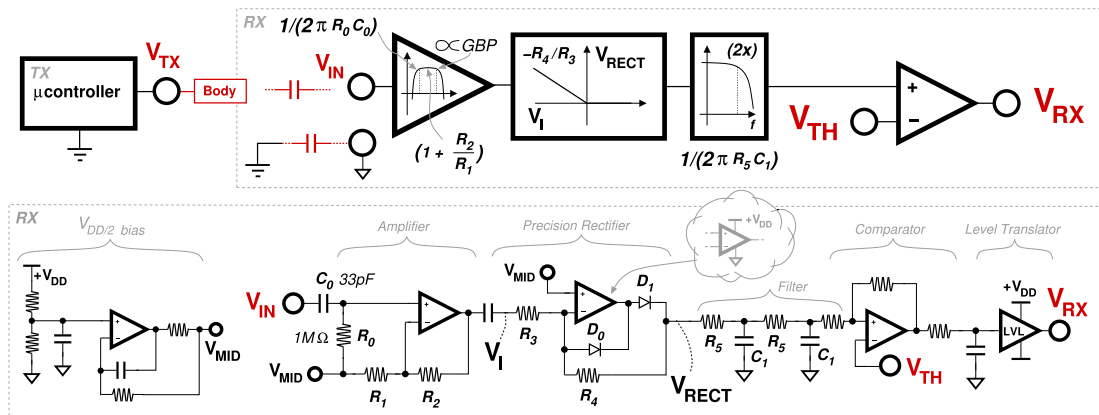 RX
1/(2 π R0 C0)
∝GBP
TX
μcontroller
VTX
Body
VIN
(1 + R2/R1)
−R4/R3
VRECT
VI
(2x)
f
1/(2π R5C1)
VTH
+
−
VRX
RX
VDD/2 bias
Amplifier
Precision Rectifier
+VDD
Comparator
Level Translator
+VDD
+
-
VMID
VIN
C0 33pF
1MΩ
R0
VMID
R1
R2
+
-
VI
VMID
R3
+
-
D1
D0
R4
VRECT
Filter
R5
C1
R5
C1
+
-
VTH
+VDD
LVL
VRX